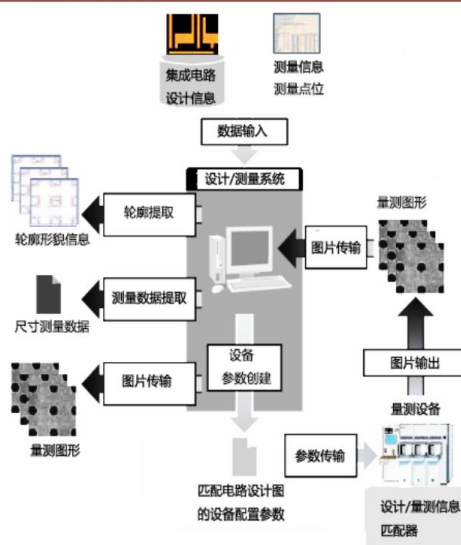 集成电路
设计信息
测量信息
测量点位
数据输入
设计/测量系统
轮廓提取
轮廓形貌信息
图片传输
量测图形
测量数据提取
尺寸测量数据
设备
参数创建
图片传输
量测图形
图片输出
量测设备
参数传输
匹配电路设计图
的设备配置参数
设计/量测信息
匹配器